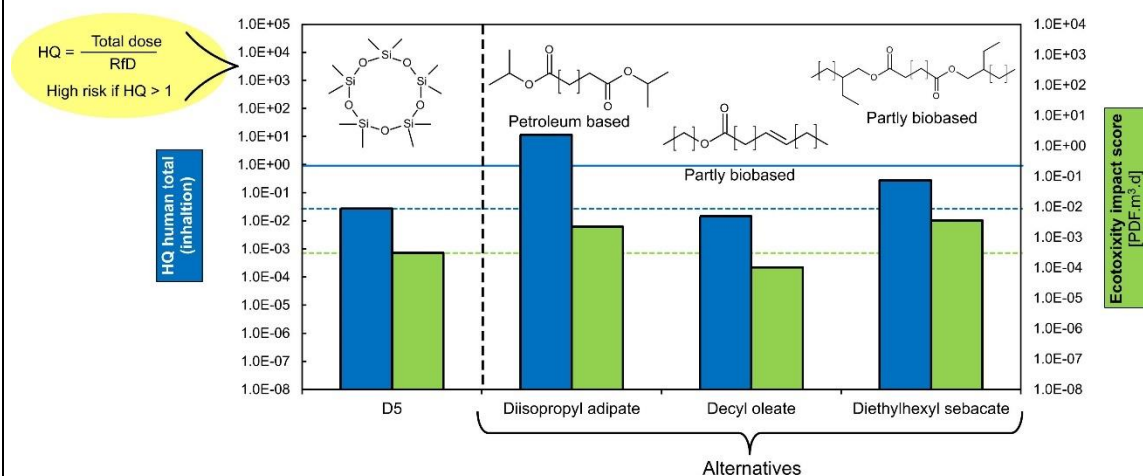 HQ = Total dose
RfD
High risk if HQ > 1
HQ human total
(inhaltion)
1.0E+05
1.0E+04
1.0E+03
1.0E+02
1.0E+01
1.0E+00
1.0E-01
1.0E-02
1.0E-03
1.0E-04
1.0E-05
1.0E-06
1.0E-07
1.0E-08
Si
O
O
Si
Si
O
O
Si
Si
O
O
O
O
O
Petroleum based
O
O
Partly biobased
O
O
O
O
Partly biobased
1.0E+04
1.0E+03
1.0E+02
1.0E+01
1.0E+00
1.0E-01
1.0E-02
1.0E-03
1.0E-04
1.0E-05
1.0E-06
1.0E-07
1.0E-08
Ecotoxixity impact score
[PDF.m³.d]
D5
Diisopropyl adipate
Decyl oleate
Diethylhexyl sebacate
Alternatives